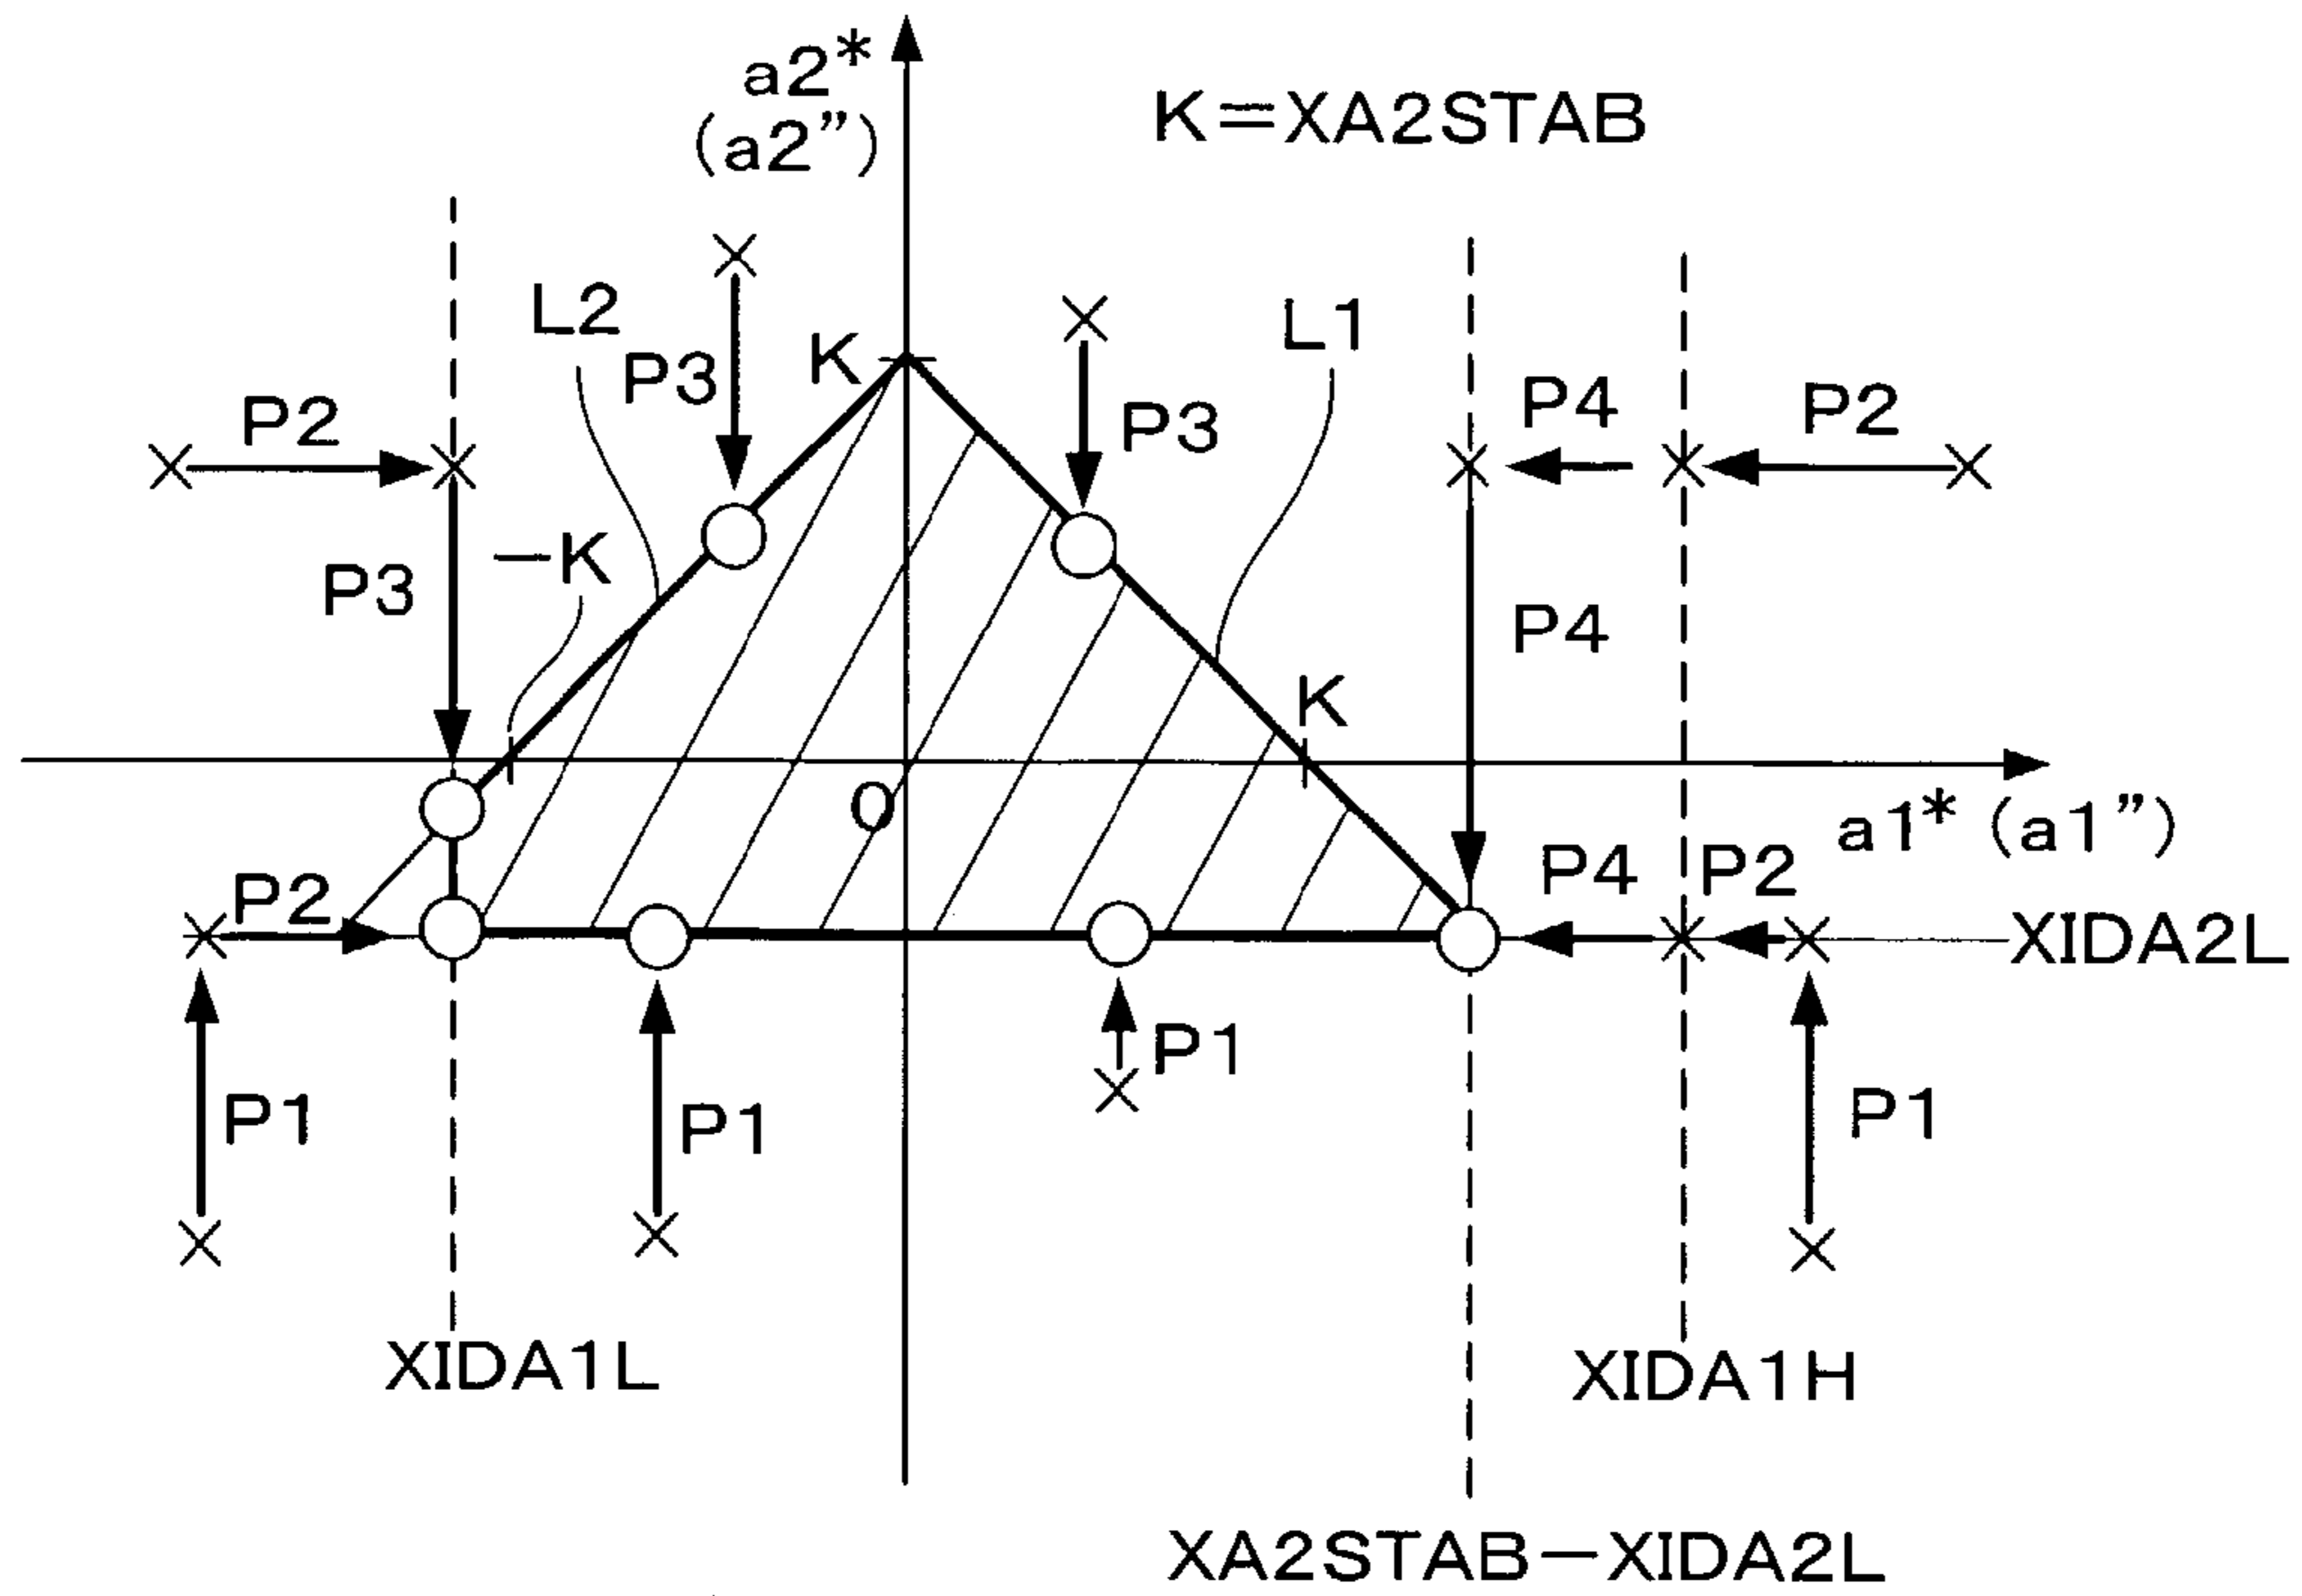 a2*
(a2”)
K=XA2STAB
L2
L1
P3
K
P3
P4
P2
P2
−K
P3
P4
K
O
a1* (a1”)
P2
P4
P2
XIDA2L
P1
P1
P1
P1
XIDA1L
XIDA1H
XA2STAB−XIDA2L